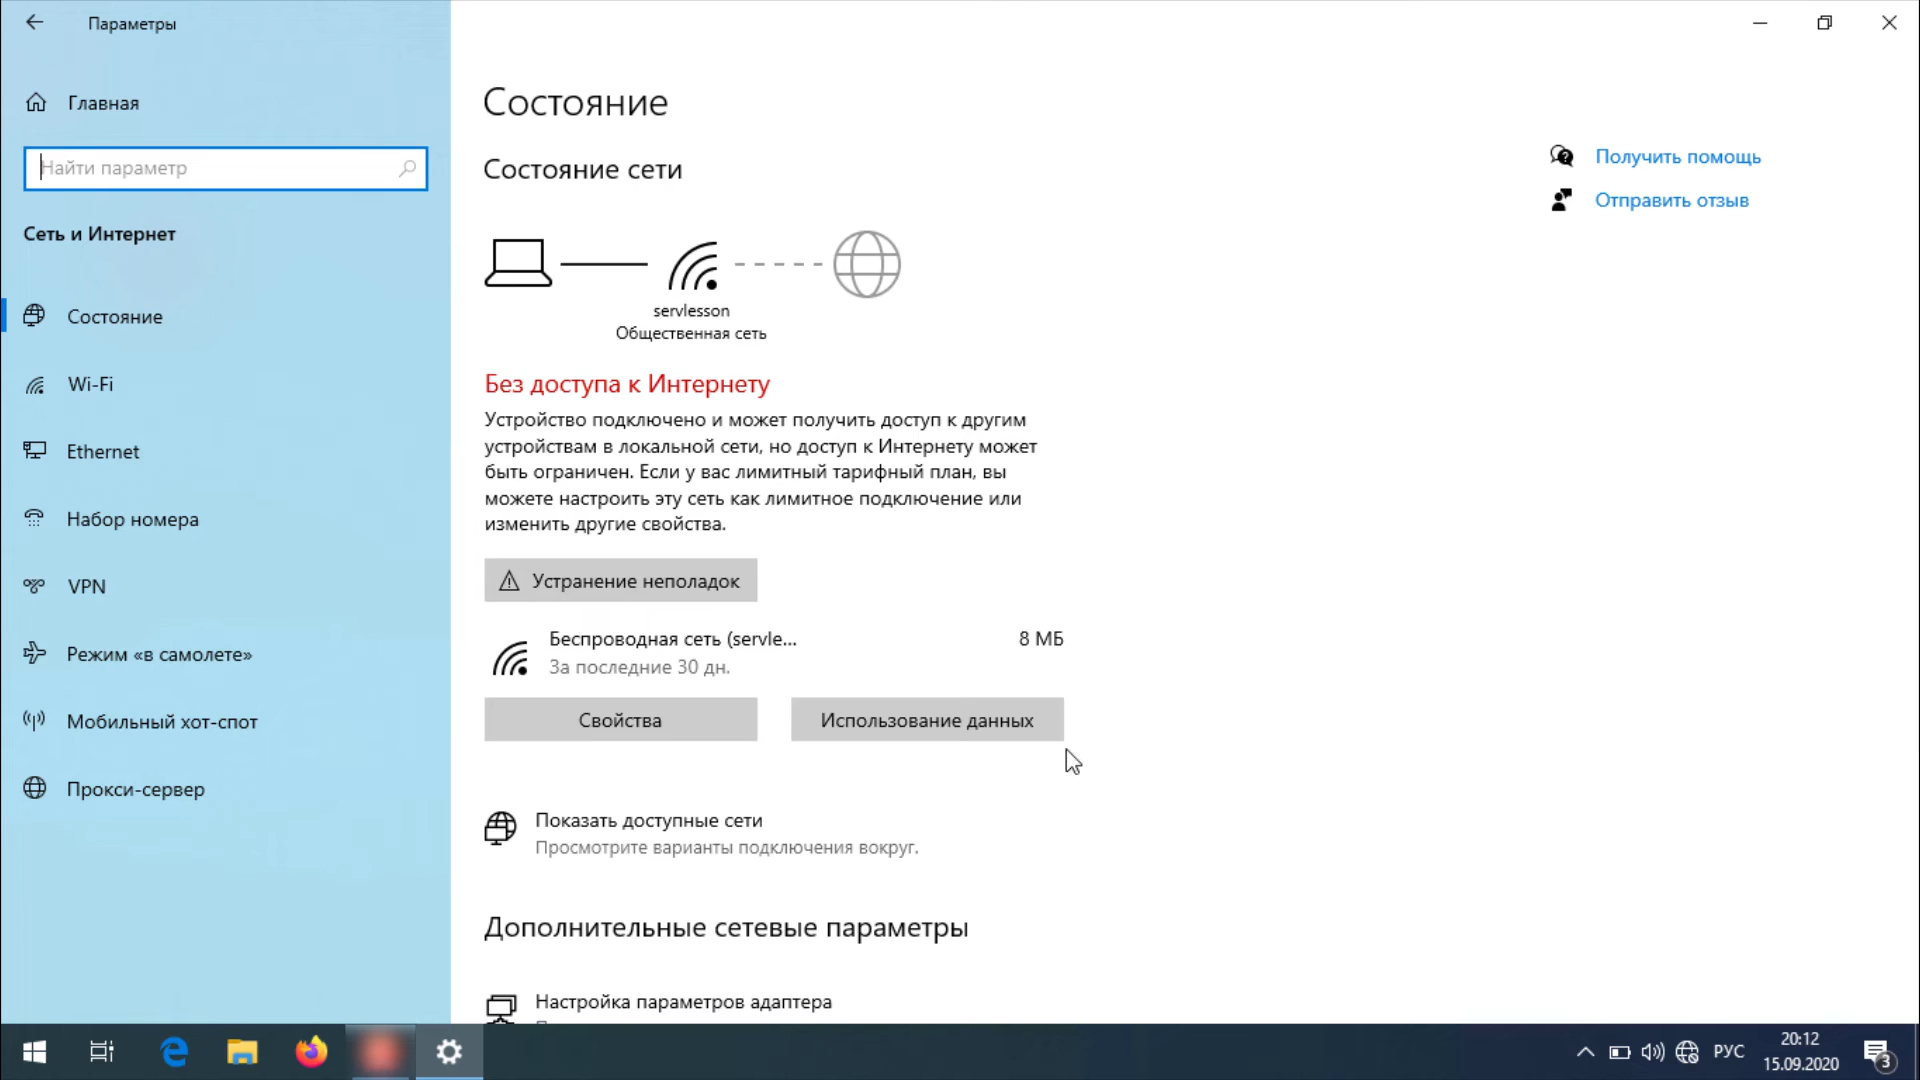 Параметры
Главная
Найти параметр
Сеть и Интернет
Состояние
Wi-Fi
Ethernet
Набор номера
VPN
Режим «в самолете»
Мобильный хот-спот
Прокси-сервер
Состояние
Состояние сети
servlesson
Общественная сеть
Без доступа к Интернету
Устройство подключено и может получить доступ к другим
устройствам в локальной сети, но доступ к Интернету может
быть ограничен. Если у вас лимитный тарифный план, вы
можете настроить эту сеть как лимитное подключение или
изменить другие свойства.
Устранение неполадок
Беспроводная сеть (servle...
8 МБ
За последние 30 дн.
Свойства
Использование данных
Показать доступные сети
Просмотрите варианты подключения вокруг.
Дополнительные сетевые параметры
Настройка параметров адаптера
Получить помощь
Отправить отзыв
РУС
20:12
15.09.2020
3